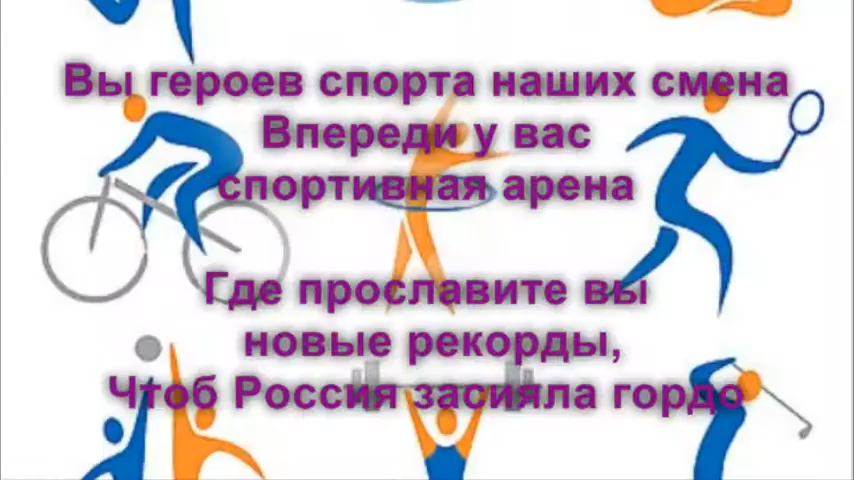 Вы героев спорта наших смена
Впереди у вас
спортивная арена
Где прославите вы
новые рекорды,
Чтоб Россия засияла гордо